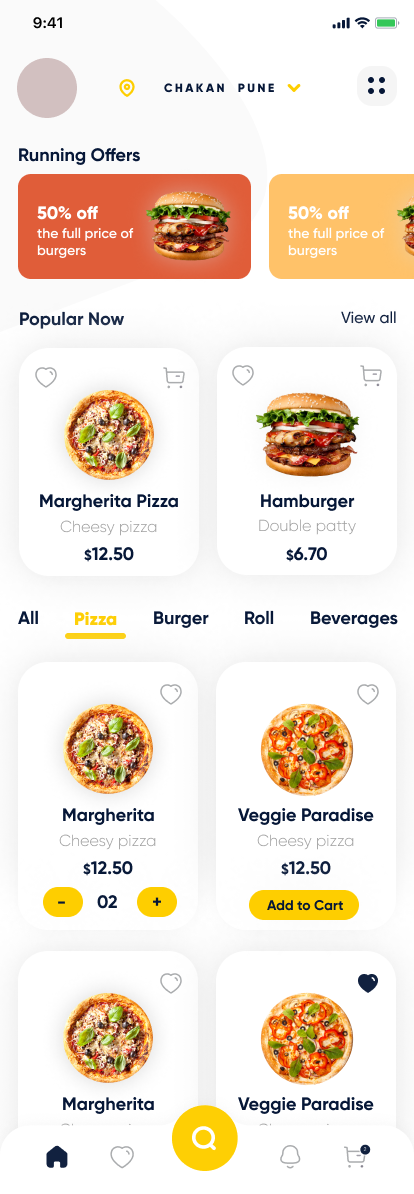 9:41
CHAKAN PUNE
Running Offers
50% off
the full price of
burgers
50% off
the full price of
burgers
Popular Now
View all
Margherita Pizza
Cheesy pizza
$12.50
Hamburger
Double patty
$6.70
All Pizza Burger Roll Beverages
Margherita
Cheesy pizza
$12.50
- 02 +
Veggie Paradise
Cheesy pizza
$12.50
Add to Cart
Margherita
Veggie Paradise